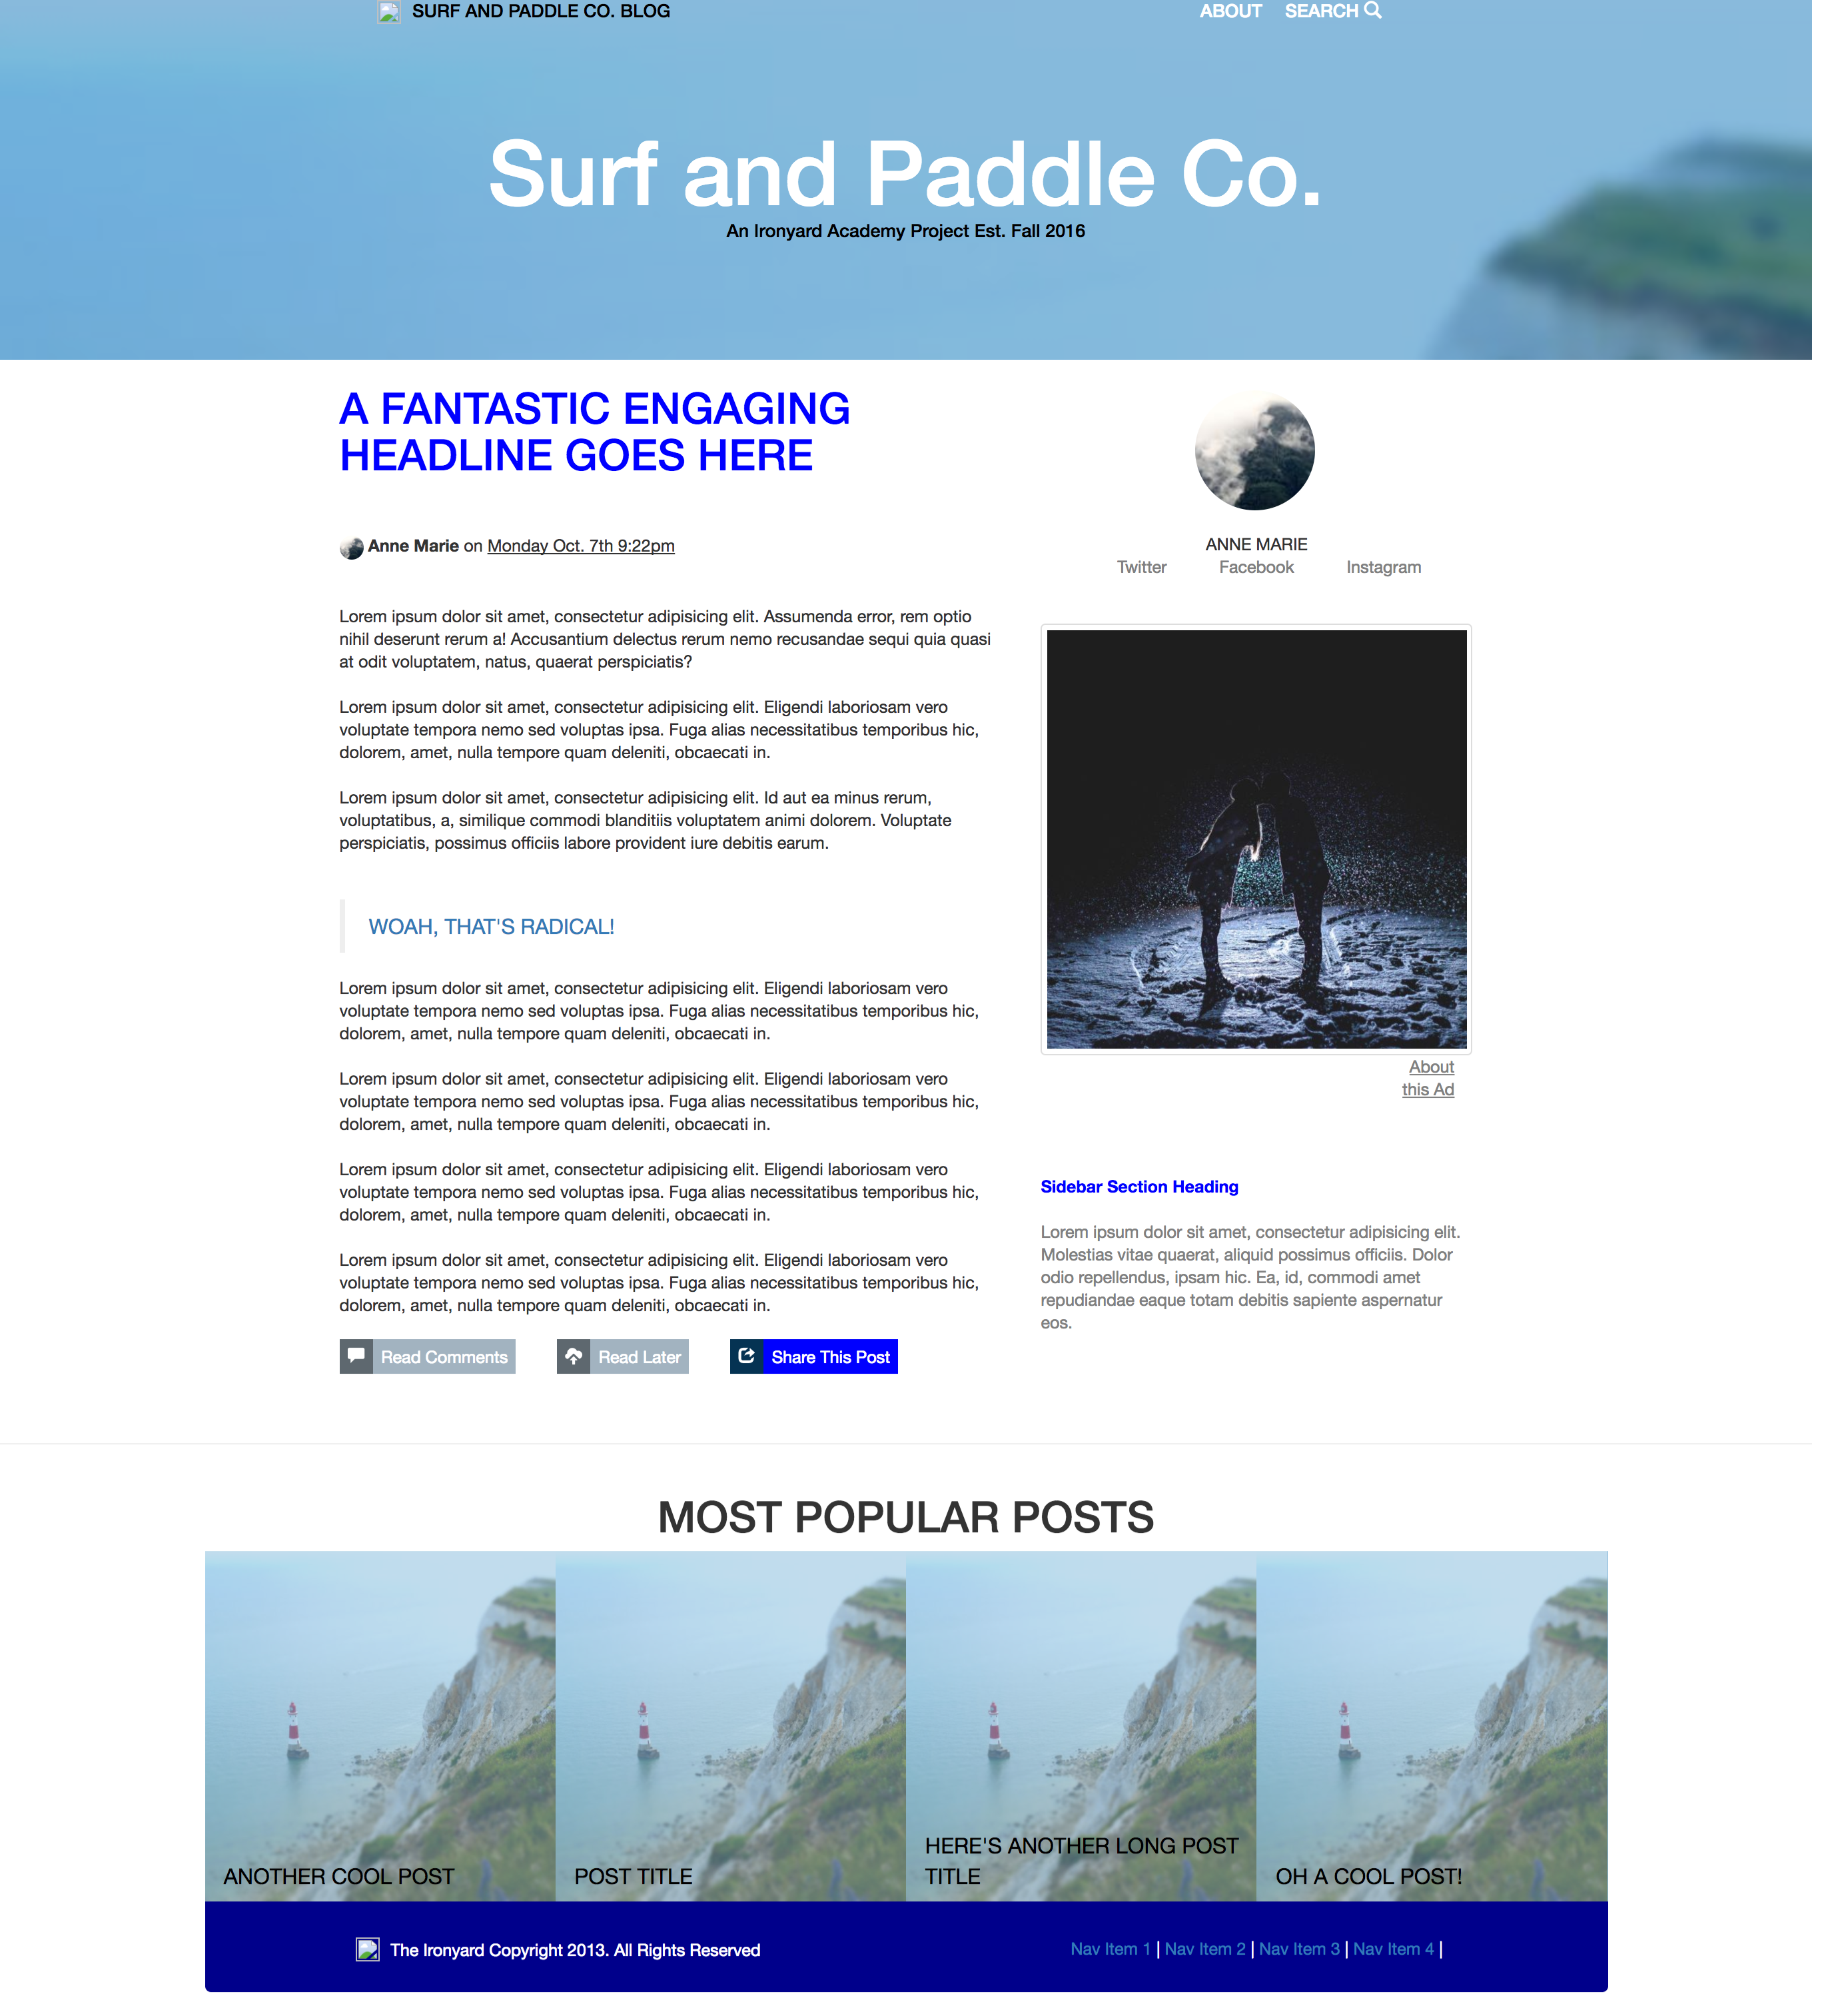 SURF AND PADDLE CO. BLOG
ABOUT SEARCH
Surf and Paddle Co.
An Ironyard Academy Project Est. Fall 2016
A FANTASTIC ENGAGING
HEADLINE GOES HERE
Anne Marie on Monday Oct. 7th 9:22pm
Lorem ipsum dolor sit amet, consectetur adipisicing elit. Assumenda error, rem optio
nihil deserunt rerum a! Accusantium delectus rerum nemo recusandae sequi quia quasi
at odit voluptatem, natus, quaerat perspiciatis?
Lorem ipsum dolor sit amet, consectetur adipisicing elit. Eligendi laboriosam vero
voluptate tempora nemo sed voluptas ipsa. Fuga alias necessitatibus temporibus hic,
dolorem, amet, nulla tempore quam deleniti, obcaecati in.
Lorem ipsum dolor sit amet, consectetur adipisicing elit. Id aut ea minus rerum,
voluptatibus, a, similique commodi blanditiis voluptatem animi dolorem. Voluptate
perspiciatis, possimus officiis labore provident iure debitis earum.
WOAH, THAT'S RADICAL!
Lorem ipsum dolor sit amet, consectetur adipisicing elit. Eligendi laboriosam vero
voluptate tempora nemo sed voluptas ipsa. Fuga alias necessitatibus temporibus hic,
dolorem, amet, nulla tempore quam deleniti, obcaecati in.
Lorem ipsum dolor sit amet, consectetur adipisicing elit. Eligendi laboriosam vero
voluptate tempora nemo sed voluptas ipsa. Fuga alias necessitatibus temporibus hic,
dolorem, amet, nulla tempore quam deleniti, obcaecati in.
Lorem ipsum dolor sit amet, consectetur adipisicing elit. Eligendi laboriosam vero
voluptate tempora nemo sed voluptas ipsa. Fuga alias necessitatibus temporibus hic,
dolorem, amet, nulla tempore quam deleniti, obcaecati in.
Lorem ipsum dolor sit amet, consectetur adipisicing elit. Eligendi laboriosam vero
voluptate tempora nemo sed voluptas ipsa. Fuga alias necessitatibus temporibus hic,
dolorem, amet, nulla tempore quam deleniti, obcaecati in.
Read Comments Read Later Share This Post
ANNE MARIE
Twitter Facebook Instagram
About
this Ad
Sidebar Section Heading
Lorem ipsum dolor sit amet, consectetur adipisicing elit.
Molestias vitae quaerat, aliquid possimus officiis. Dolor
odio repellendus, ipsam hic. Ea, id, commodi amet
repudiandae eaque totam debitis sapiente aspernatur
eos.
MOST POPULAR POSTS
ANOTHER COOL POST
POST TITLE
HERE'S ANOTHER LONG POST
TITLE
OH A COOL POST!
The Ironyard Copyright 2013. All Rights Reserved
Nav Item 1 | Nav Item 2 | Nav Item 3 | Nav Item 4 |